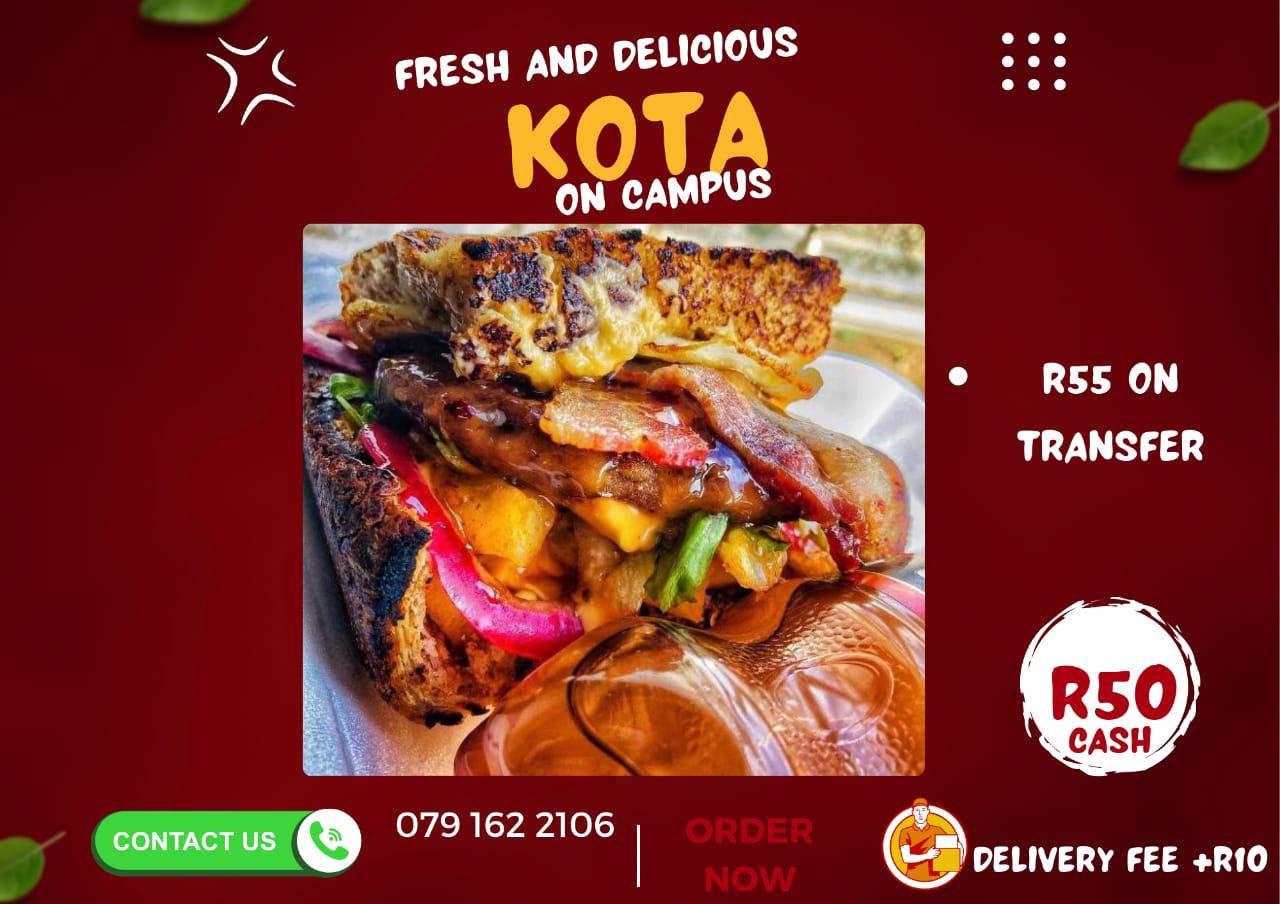 FRESH AND DELICIOUS
KOTA
ON CAMPUS
R55 ON
TRANSFER
R50
CASH
CONTACT US
079 162 2106
ORDER
NOW
DELIVERY FEE +R10